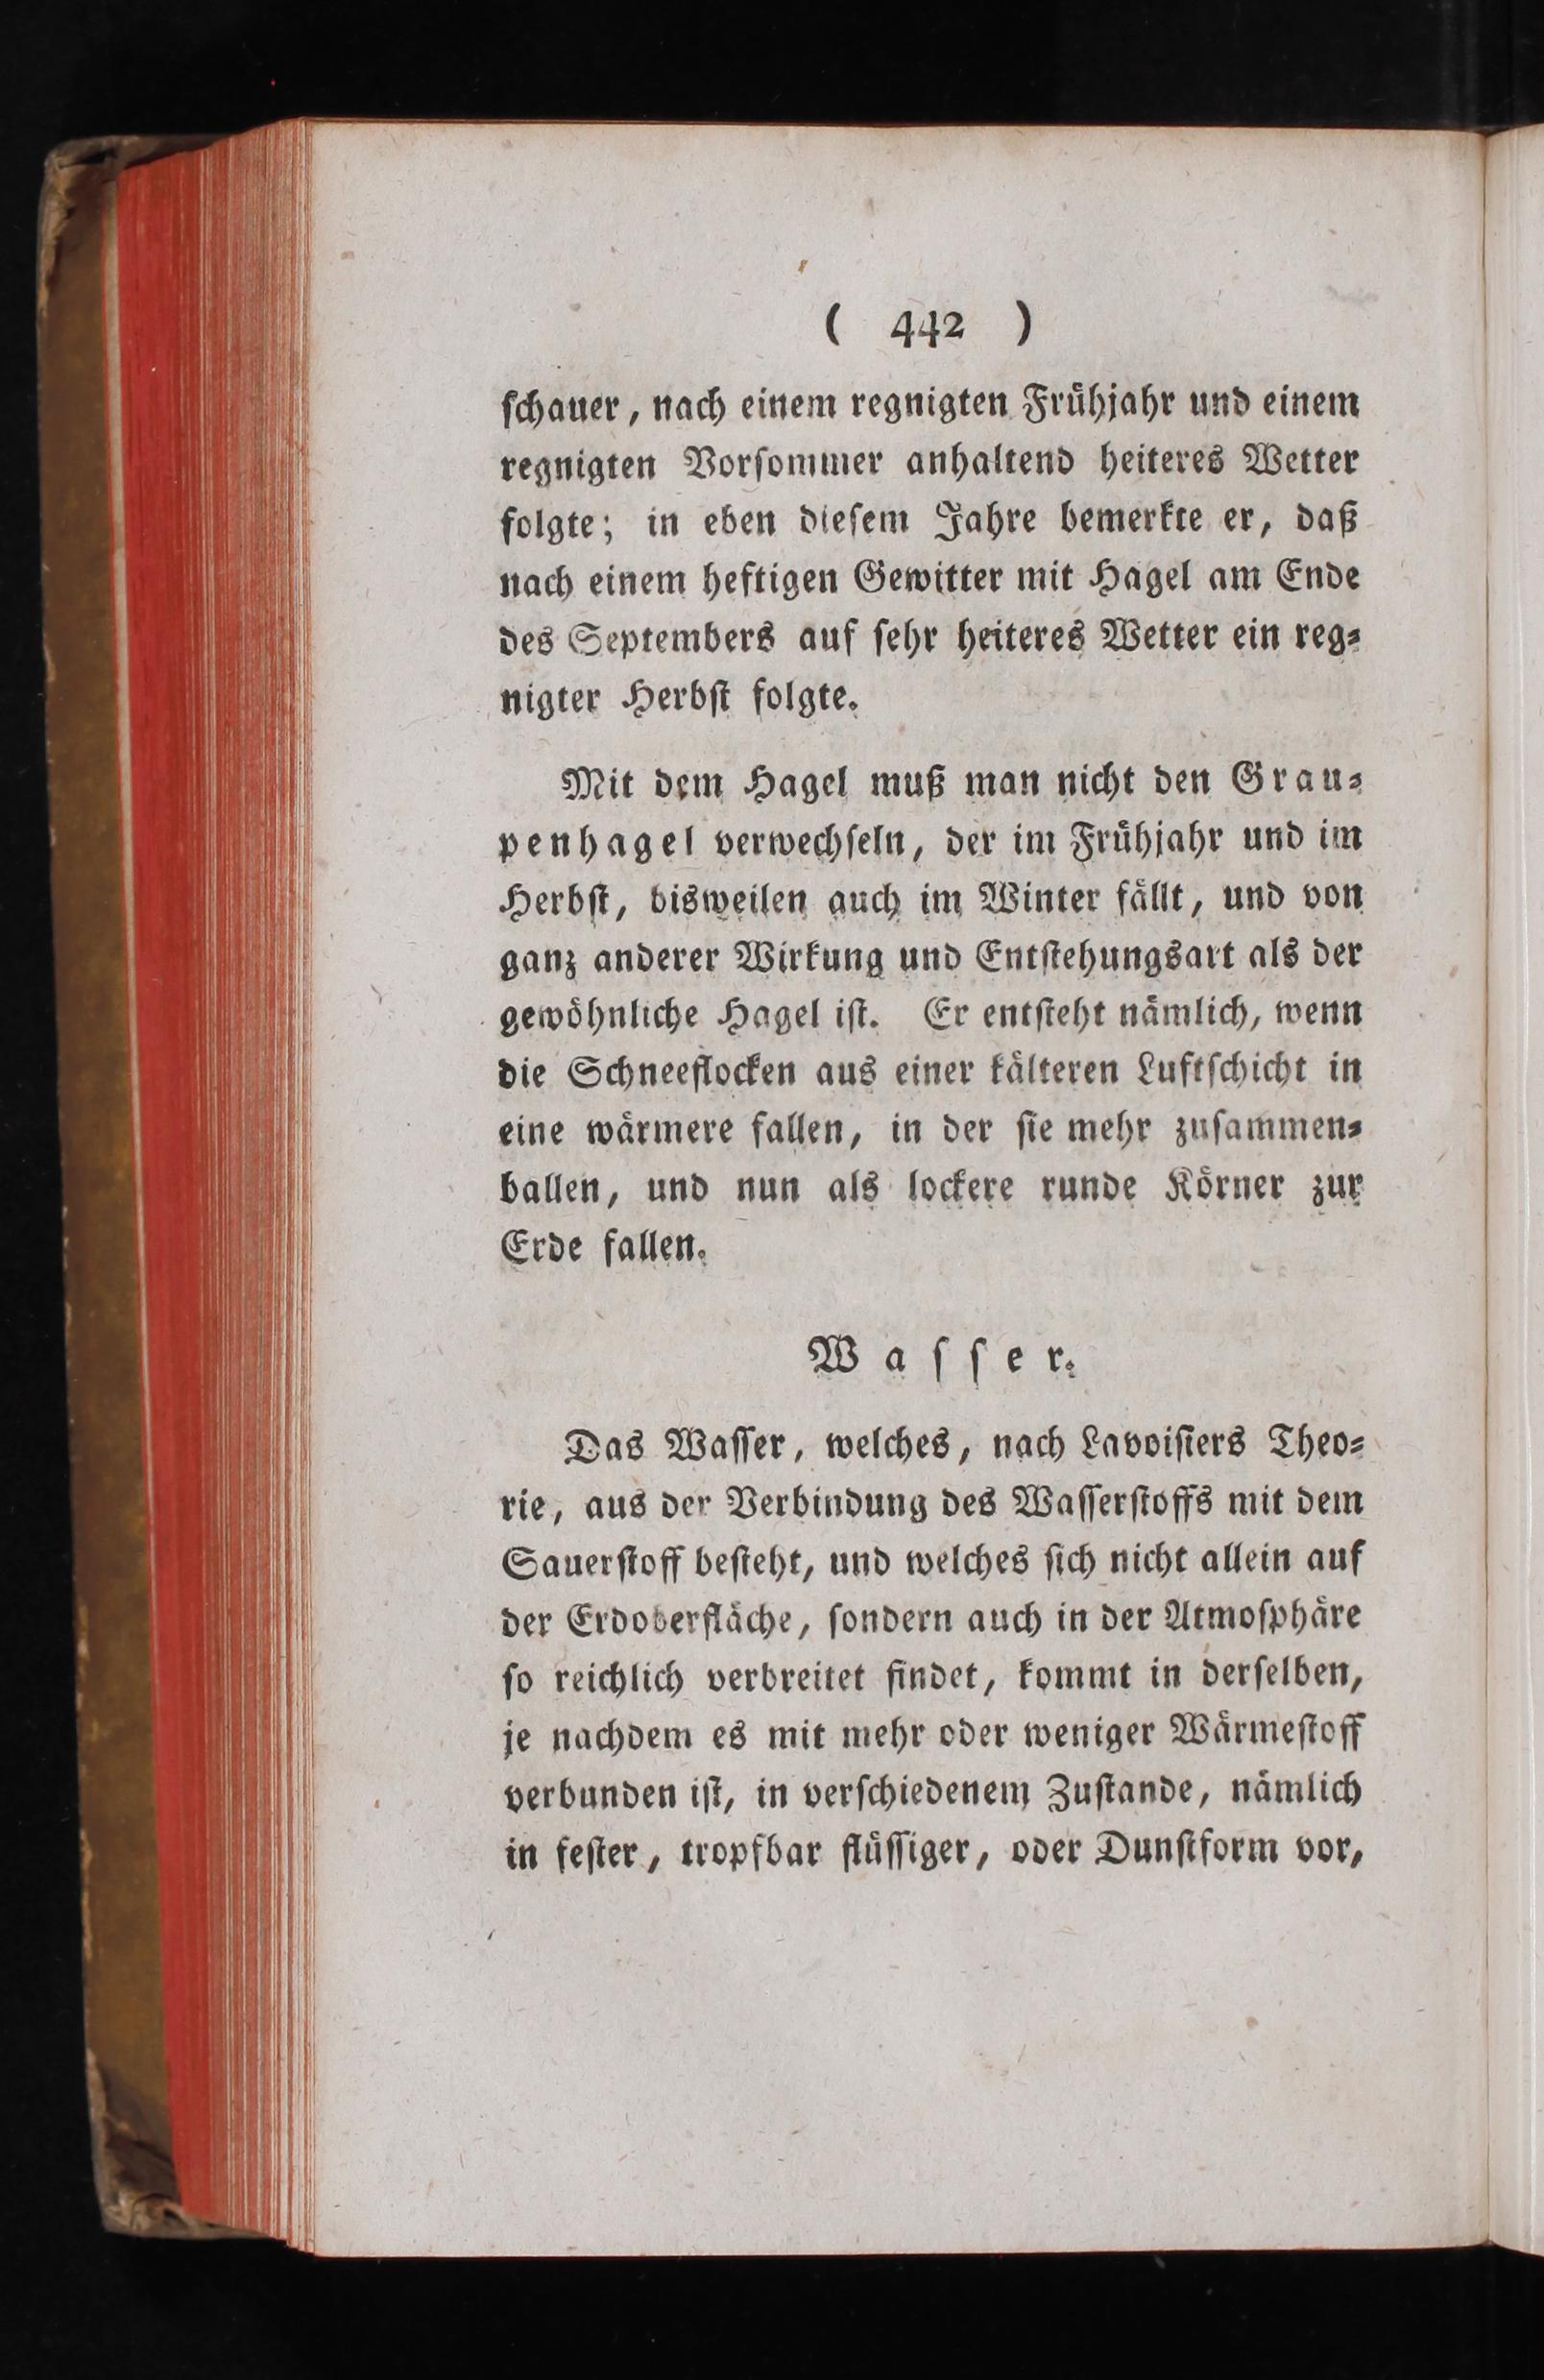 ( 442 )
ſchauer, nach einem regnigten Frühjahr und einem
regnigten Vorſommer anhaltend heiteres Wetter
folgte; in eben dieſem Jahre bemerkte er, daß
nach einem heftigen Gewitter mit Hagel am Ende
des Septembers auf ſehr heiteres Wetter ein reg⸗
nigter Herbſt folgte.
Mit dem Hagel muß man nicht den Grau⸗
penhagel verwechſeln, der im Frühjahr und im
Herbſt, bisweilen auch im Winter fällt, und von
ganz anderer Wirkung und Entſtehungsart als der
gewöhnliche Hagel iſt. Er entſteht nämlich, wenn
die Schneeflocken aus einer kälteren Luftſchicht in
eine wärmere fallen, in der ſie mehr zuſammen⸗
ballen, und nun als lockere runde Körner zur
Erde fallen.
Waſſer.
Das Waſſer, welches, nach Lavoiſiers Theo⸗
rie, aus der Verbindung des Waſſerſtoffs mit dem
Sauerſtoff beſteht, und welches ſich nicht allein auf
der Erdoberfläche, ſondern auch in der Atmoſphäre
ſo reichlich verbreitet findet, kommt in derſelben,
je nachdem es mit mehr oder weniger Wärmeſtoff
verbunden iſt, in verſchiedenem Zuſtande, nämlich
in feſter, tropfbar flüſſiger, oder Dunſtform vor,